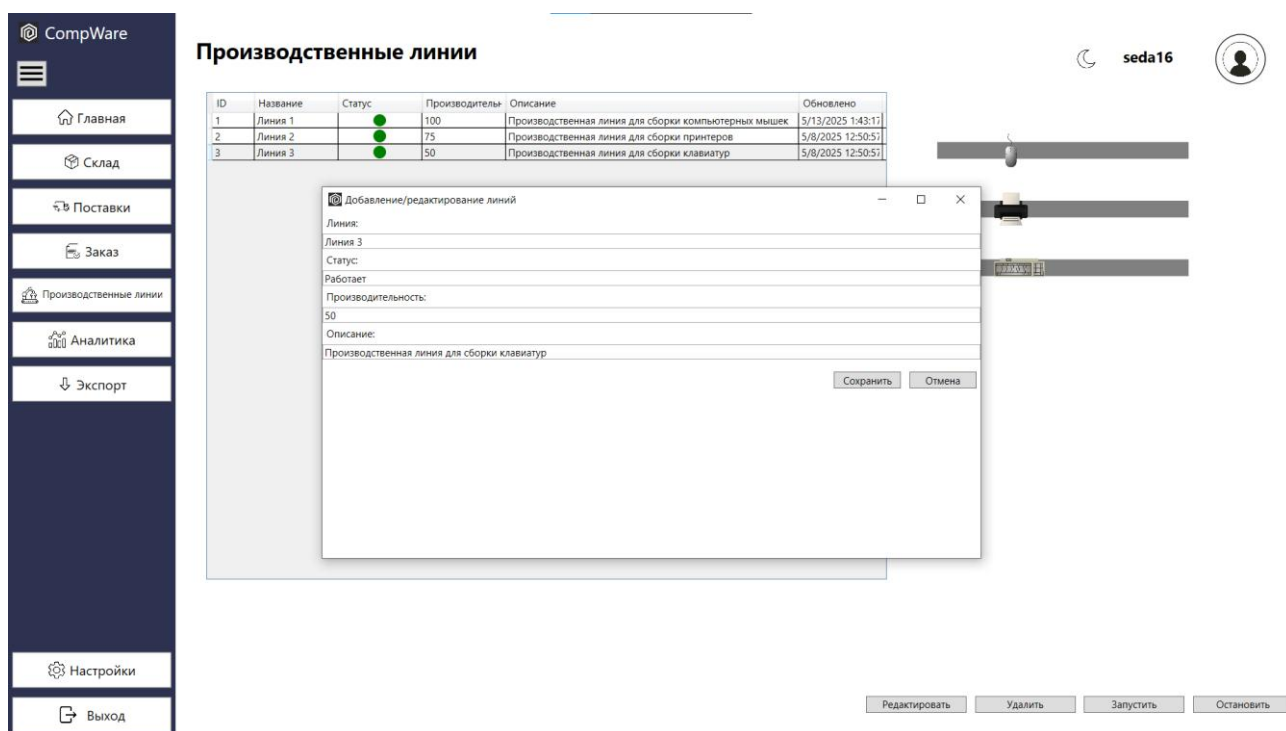 CompWare
Производственные линии
seda16
Главная
Склад
Поставки
Заказ
Производственные линии
Аналитика
Экспорт
Настройки
Выход
ID Название Статус Производитель Описание Обновлено
1 Линия 1 100 Производственная линия для сборки компьютерных мышек 5/13/2025 1:43:17
2 Линия 2 75 Производственная линия для сборки принтеров 5/8/2025 12:50:57
3 Линия 3 50 Производственная линия для сборки клавиатур 5/8/2025 12:50:57
Добавление/редактирование линий
Линия:
Линия 3
Статус:
Работает
Производительность:
50
Описание:
Производственная линия для сборки клавиатур
Сохранить Отмена
Редактировать Удалить Запустить Остановить